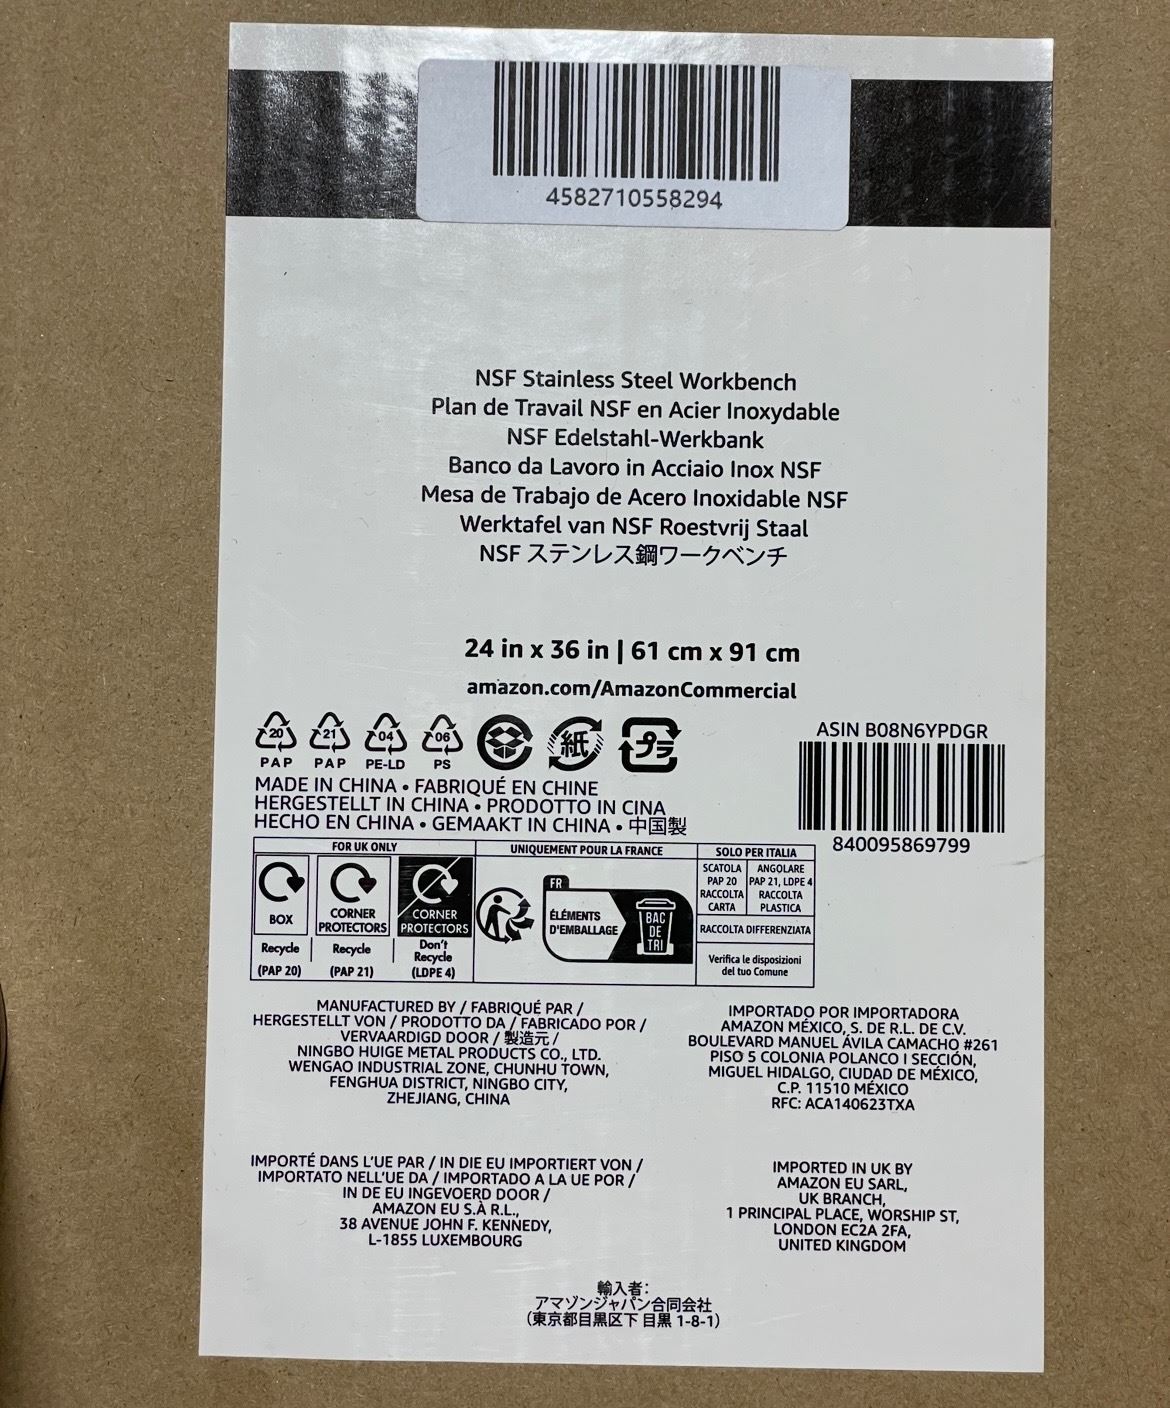 4582710558294
NSF Stainless Steel Workbench
Plan de Travail NSF en Acier Inoxydable
NSF Edelstahl-Werkbank
Banco da Lavoro in Acciaio Inox NSF
Mesa de Trabajo de Acero Inoxidable NSF
Werktafel van NSF Roestvrij Staal
NSF ステンレス鋼ワークベンチ
24 in x 36 in | 61 cm x 91 cm
amazon.com/AmazonCommercial
20 21 04 06 紙 プラ
PAP PAP PE-LD PS
ASIN B08N6YPDGR
840095869799
MADE IN CHINA • FABRIQUÉ EN CHINE
HERGESTELLT IN CHINA • PRODOTTO IN CINA
HECHO EN CHINA • GEMAAKT IN CHINA • 中国製
FOR UK ONLY
BOX
Recycle
(PAP 20)
CORNER
PROTECTORS
Recycle
(PAP 21)
CORNER
PROTECTORS
Don't
Recycle
(LDPE 4)
UNIQUEMENT POUR LA FRANCE
FR
ÉLÉMENTS
D'EMBALLAGE
BAC
DE
TRI
SOLO PER ITALIA
SCATOLA
PAP 20
RACCOLTA
CARTA
ANGOLARE
PAP 21, LDPE 4
RACCOLTA
PLASTICA
RACCOLTA DIFFERENZIATA
Verifica le disposizioni
del tuo Comune
MANUFACTURED BY / FABRIQUÉ PAR /
HERGESTELLT VON / PRODOTTO DA / FABRICADO POR /
VERVAARDIGD DOOR / 製造元 /
NINGBO HUIGE METAL PRODUCTS CO., LTD.
WENGAO INDUSTRIAL ZONE, CHUNHU TOWN,
FENGHUA DISTRICT, NINGBO CITY,
ZHEJIANG, CHINA
IMPORTADO POR IMPORTADORA
AMAZON MÉXICO, S. DE R.L. DE C.V.
BOULEVARD MANUEL ÁVILA CAMACHO #261
PISO 5 COLONIA POLANCO I SECCIÓN,
MIGUEL HIDALGO, CIUDAD DE MÉXICO,
C.P. 11510 MÉXICO
RFC: ACA140623TXA
IMPORTÉ DANS L'UE PAR / IN DIE EU IMPORTIERT VON /
IMPORTATO NELL'UE DA / IMPORTADO A LA UE POR /
IN DE EU INGEVOERD DOOR /
AMAZON EU S.À R.L.,
38 AVENUE JOHN F. KENNEDY,
L-1855 LUXEMBOURG
IMPORTED IN UK BY
AMAZON EU SARL,
UK BRANCH,
1 PRINCIPAL PLACE, WORSHIP ST,
LONDON EC2A 2FA,
UNITED KINGDOM
輸入者:
アマゾンジャパン合同会社
(東京都目黒区下目黒 1-8-1)